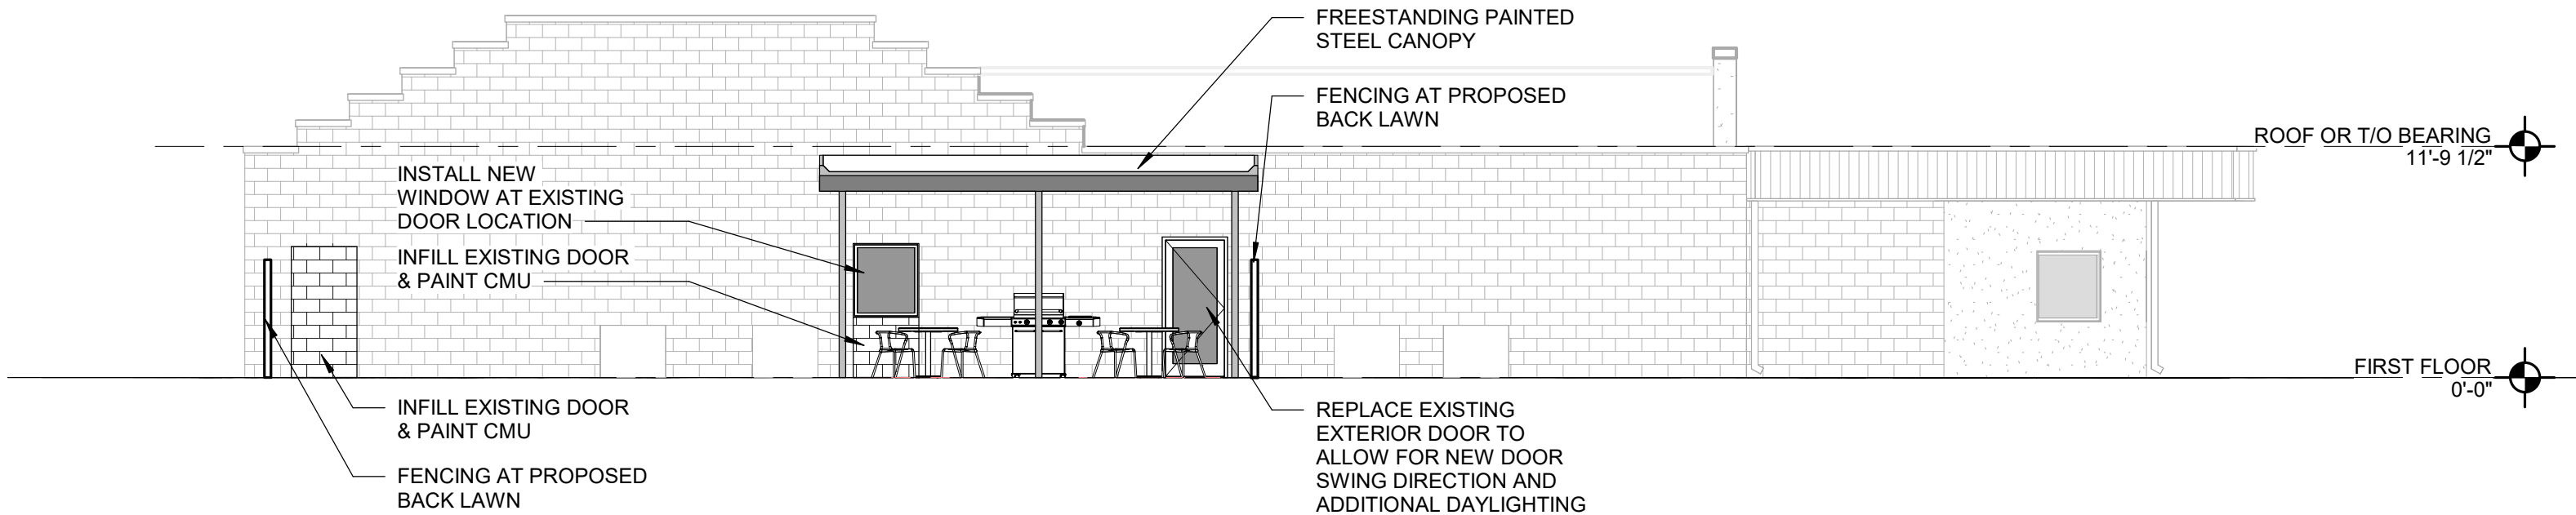 FREESTANDING PAINTED
STEEL CANOPY
FENCING AT PROPOSED
BACK LAWN
ROOF OR T/O BEARING
11'-9 1/2"
INSTALL NEW
WINDOW AT EXISTING
DOOR LOCATION
INFILL EXISTING DOOR
& PAINT CMU
FIRST FLOOR
0'-0"
INFILL EXISTING DOOR
& PAINT CMU
FENCING AT PROPOSED
BACK LAWN
REPLACE EXISTING
EXTERIOR DOOR TO
ALLOW FOR NEW DOOR
SWING DIRECTION AND
ADDITIONAL DAYLIGHTING